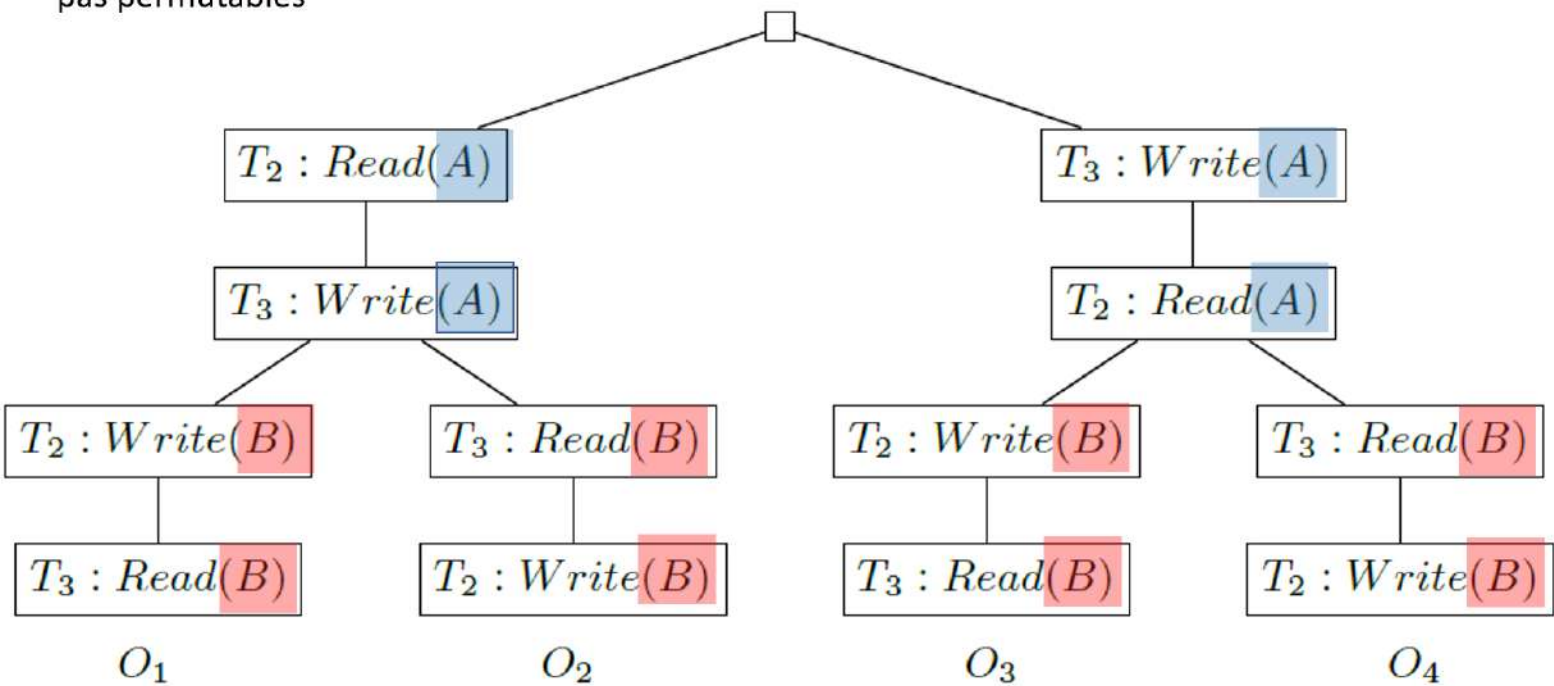 pas permutables
T₂ : Read(A) T₃ : Write(A)
T₃ : Write(A) T₂ : Read(A)
T₂ : Write(B) T₃ : Read(B) T₂ : Write(B) T₃ : Read(B)
T₃ : Read(B) T₂ : Write(B) T₃ : Read(B) T₂ : Write(B)
O₁ O₂ O₃ O₄